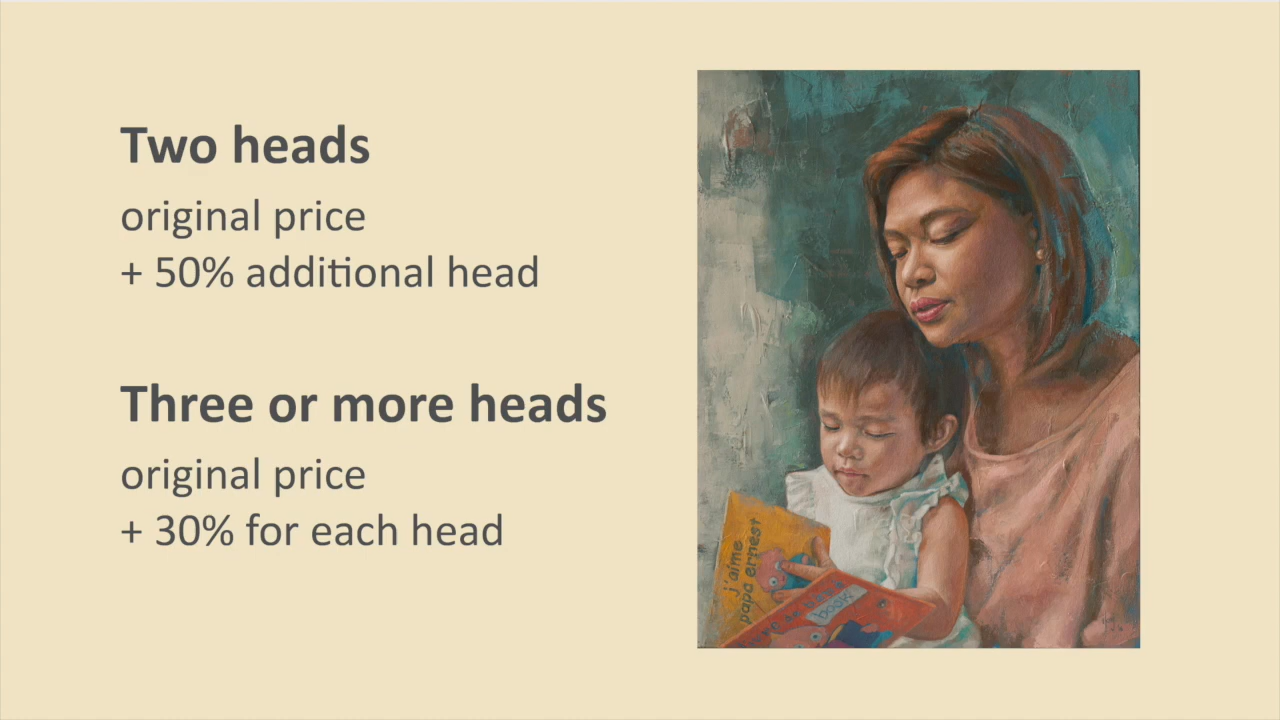 Two heads
original price
+ 50% additional head
Three or more heads
original price
+ 30% for each head
j'aime
papa ernest
book